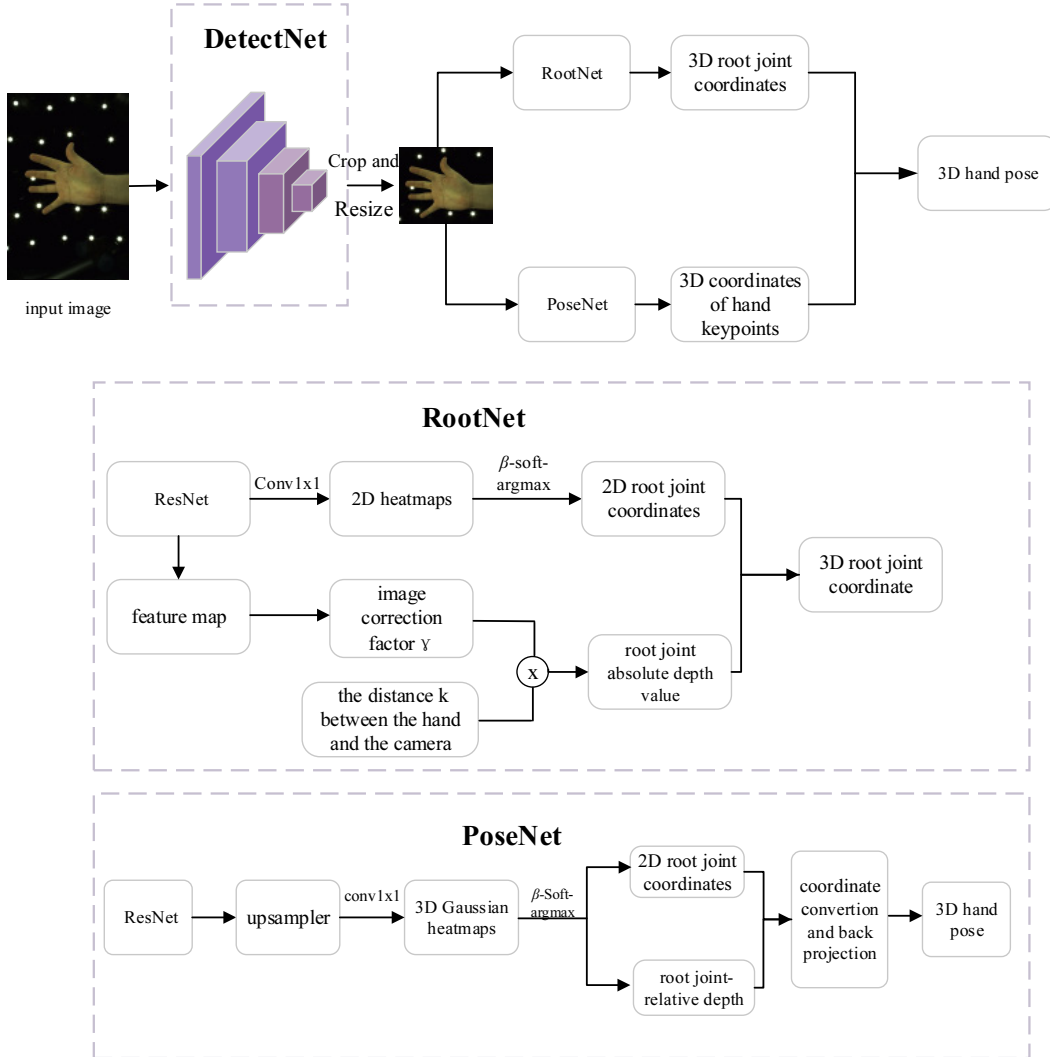 DetectNet
input image
Crop and
Resize
RootNet
3D root joint
coordinates
3D hand pose
PoseNet
3D coordinates
of hand
keypoints
RootNet
ResNet
Conv1x1
2D heatmaps
β-soft-
argmax
2D root joint
coordinates
3D root joint
coordinate
feature map
image
correction
factor γ
x
root joint
absolute depth
value
the distance k
between the hand
and the camera
PoseNet
ResNet
upsampler
conv1x1
3D Gaussian
heatmaps
β-Soft-
argmax
2D root joint
coordinates
root joint-
relative depth
coordinate
convertion
and back
projection
3D hand
pose